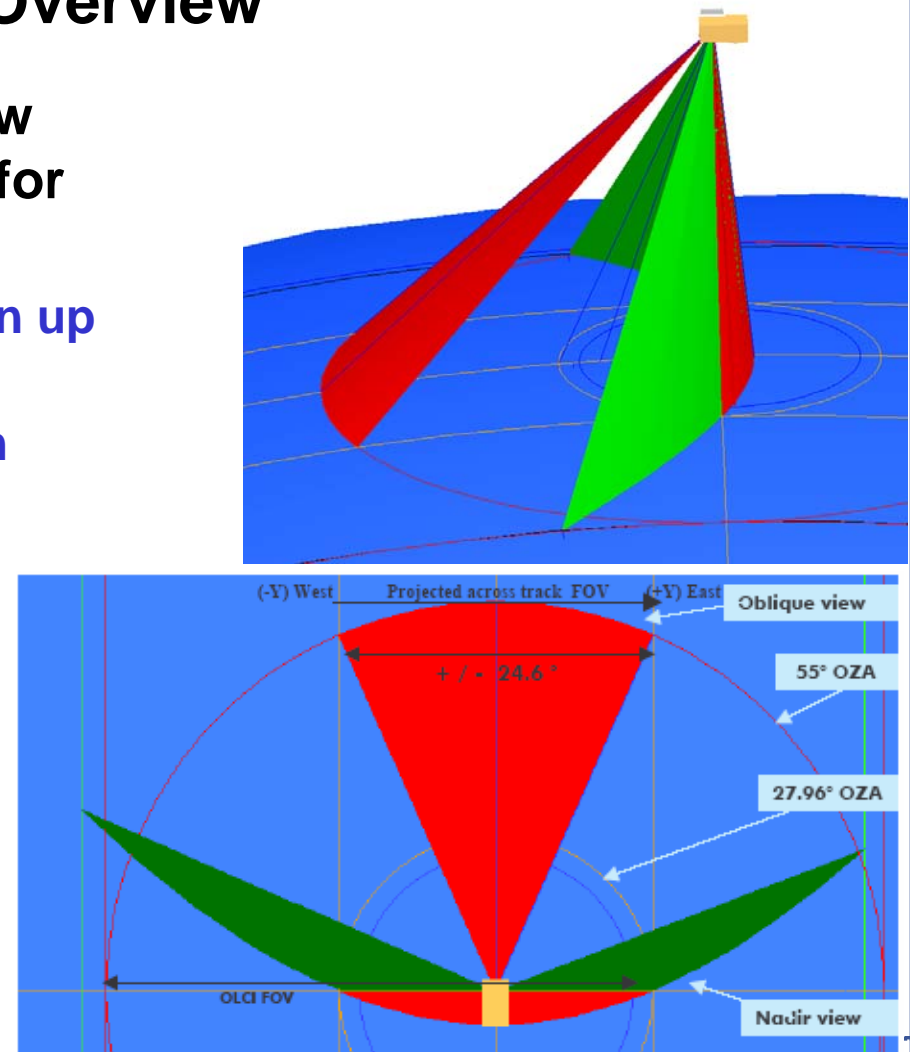 Overview
w
for
n up
n
(-Y) West
Projected across track FOV
(+Y) East
Oblique view
+ / - 24.6 °
55° OZA
27.96° OZA
OLCI FOV
Nadir view